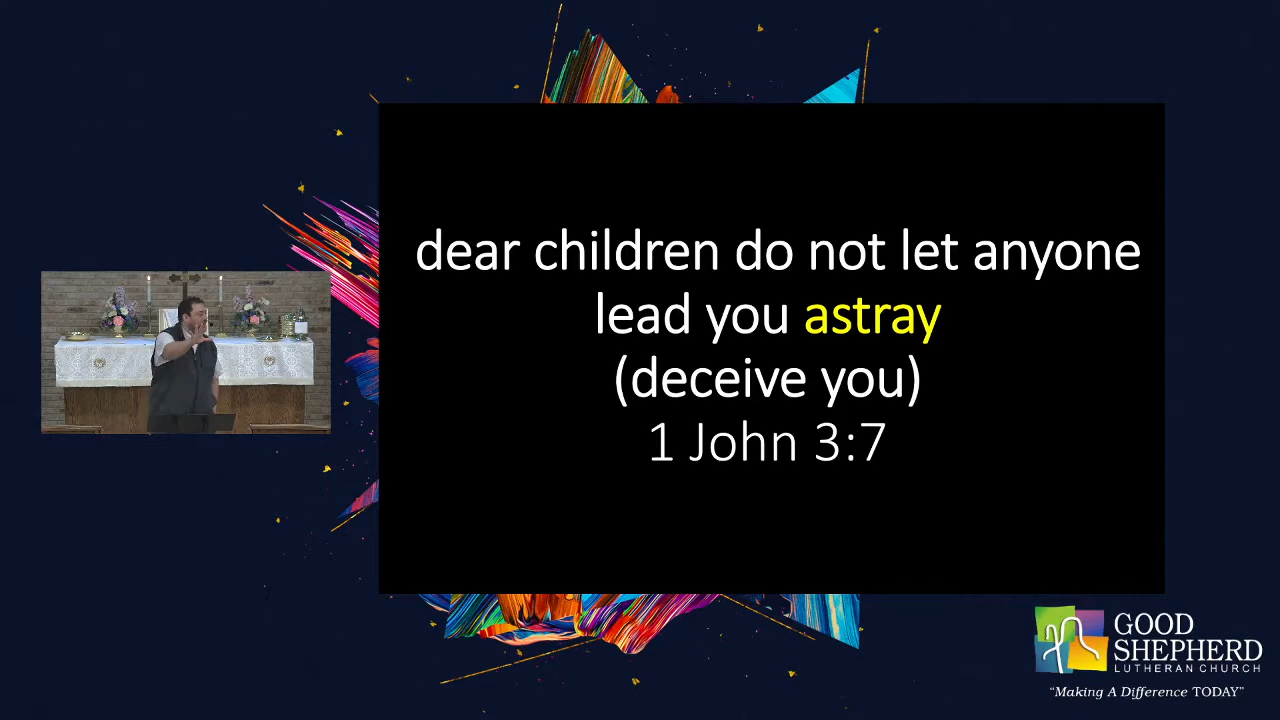 dear children do not let anyone
lead you astray
(deceive you)
1 John 3:7
GOOD
SHEPHERD
LUTHERAN CHURCH
"Making A Difference TODAY"